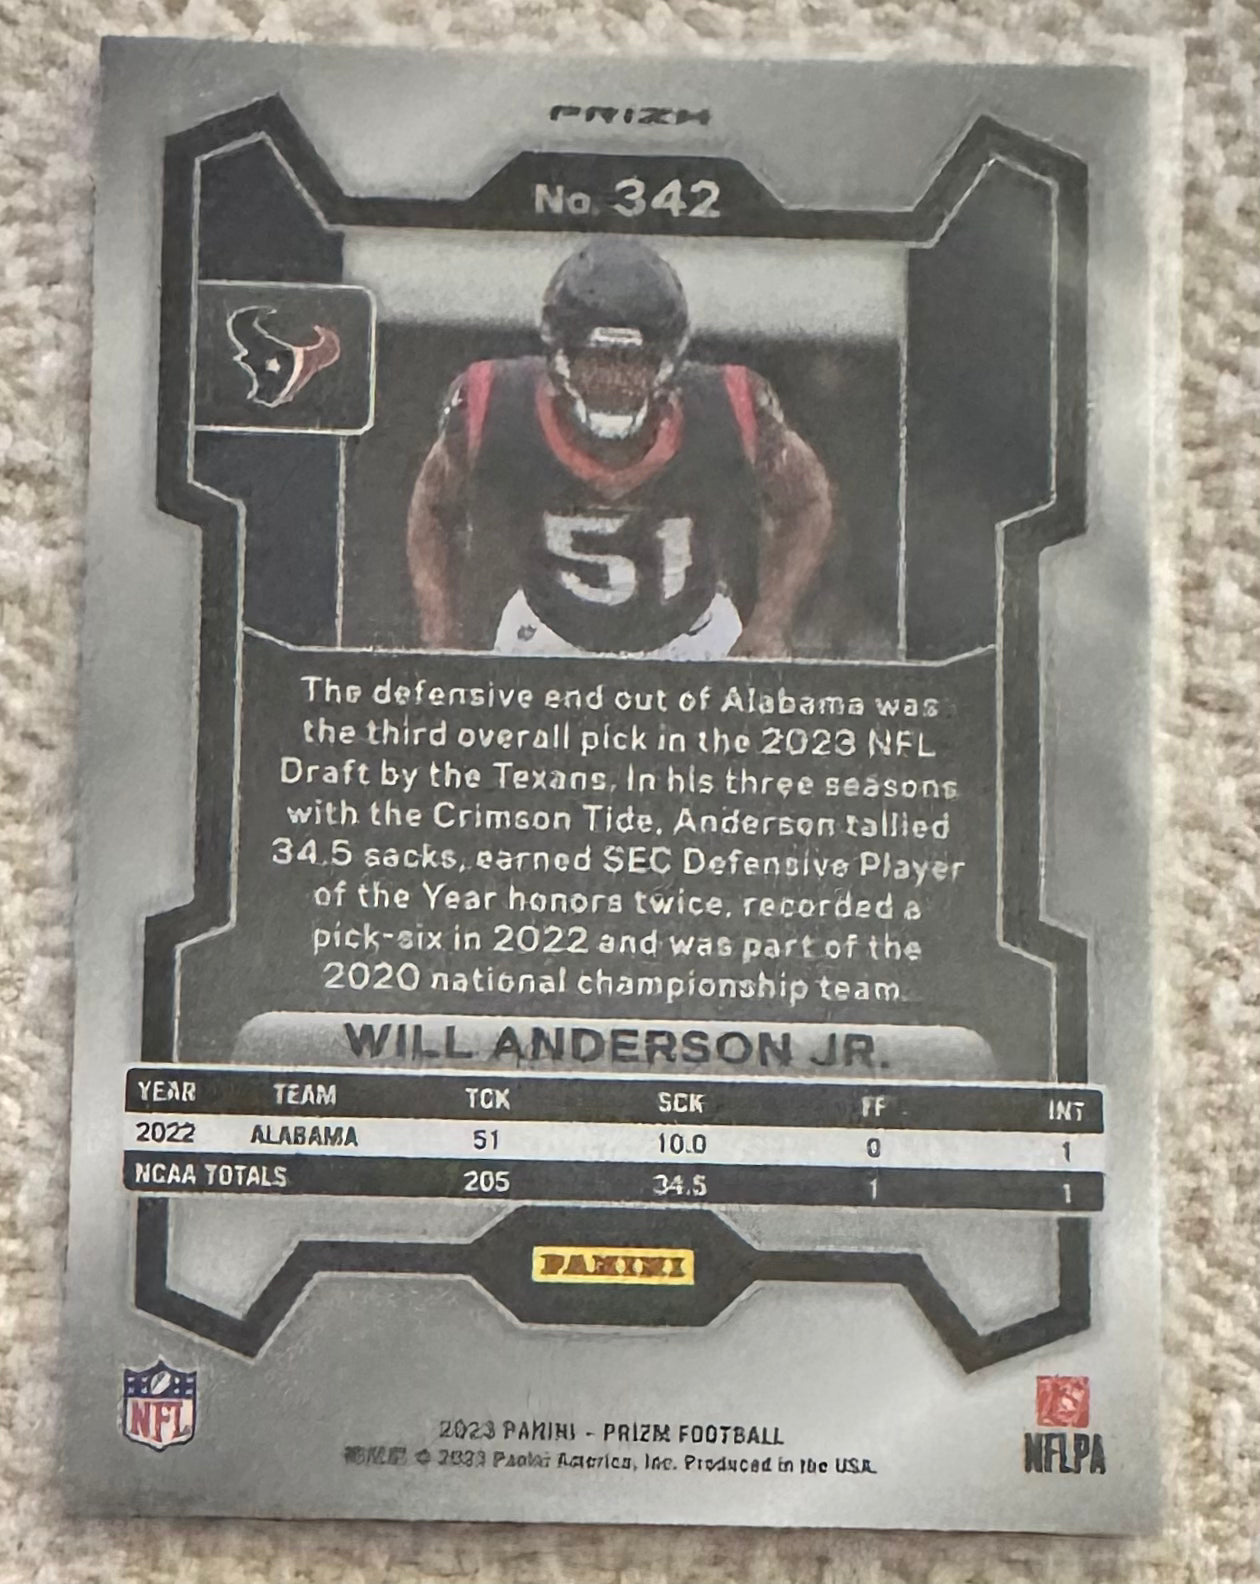 PRIZM
No. 342
51
The defensive end out of Alabama was
the third overall pick in the 2023 NFL
Draft by the Texans. In his three seasons
with the Crimson Tide, Anderson tallied
34.5 sacks, earned SEC Defensive Player
of the Year honors twice, recorded a
pick-six in 2022 and was part of the
2020 national championship team.
WILL ANDERSON JR.
YEAR TEAM TCK SCK FF INT
2022 ALABAMA 51 10.0 0 1
NCAA TOTALS 205 34.5 1 1
PANINI
NFL
2023 PANINI - PRIZM FOOTBALL
© 2023 Panini America, Inc. Produced in the USA.
NFLPA